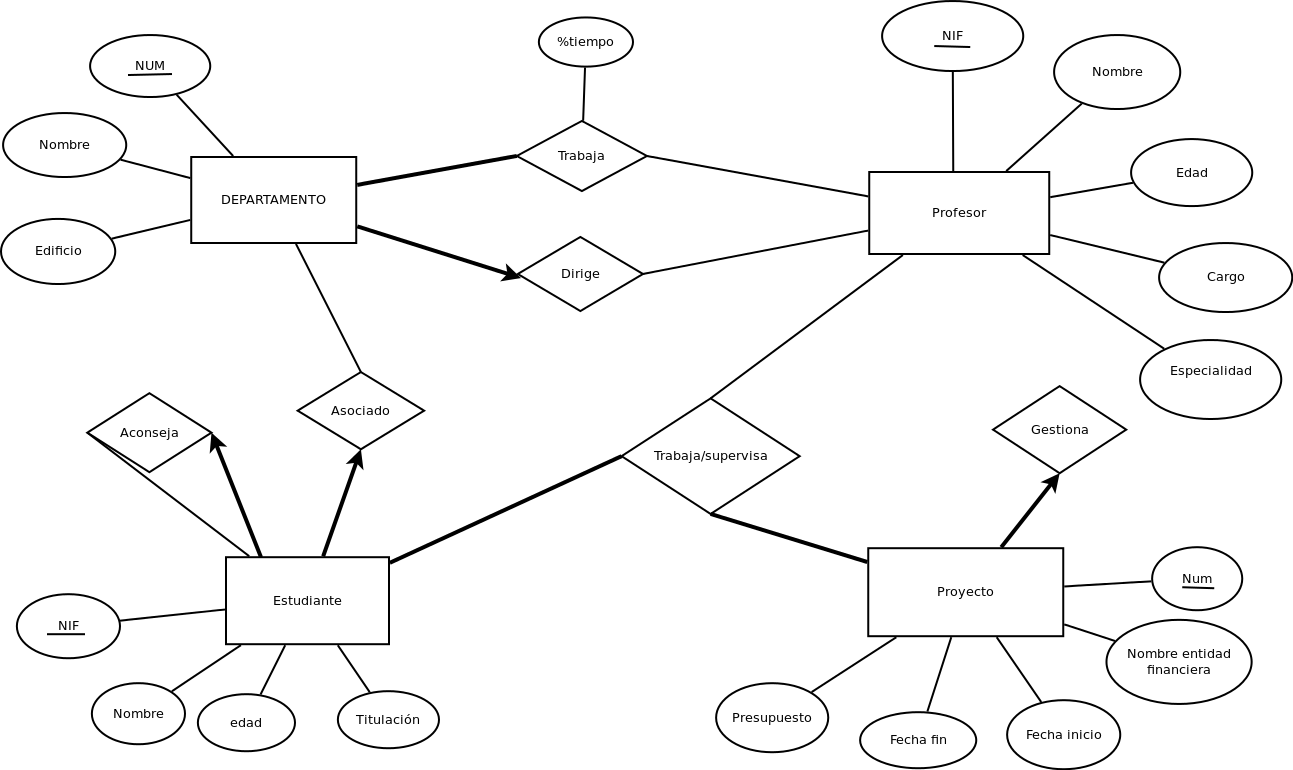 NIF
%tiempo
NUM
Nombre
Nombre
Trabaja
Edad
DEPARTAMENTO
Profesor
Edificio
Dirige
Cargo
Especialidad
Asociado
Aconseja
Gestiona
Trabaja/supervisa
Num
Proyecto
Estudiante
NIF
Nombre entidad
financiera
Nombre
edad
Titulación
Presupuesto
Fecha fin
Fecha inicio